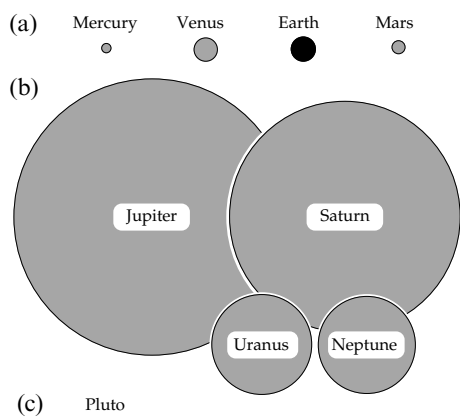 (a) Mercury Venus Earth Mars
(b)
Jupiter Saturn
Uranus Neptune
(c) Pluto